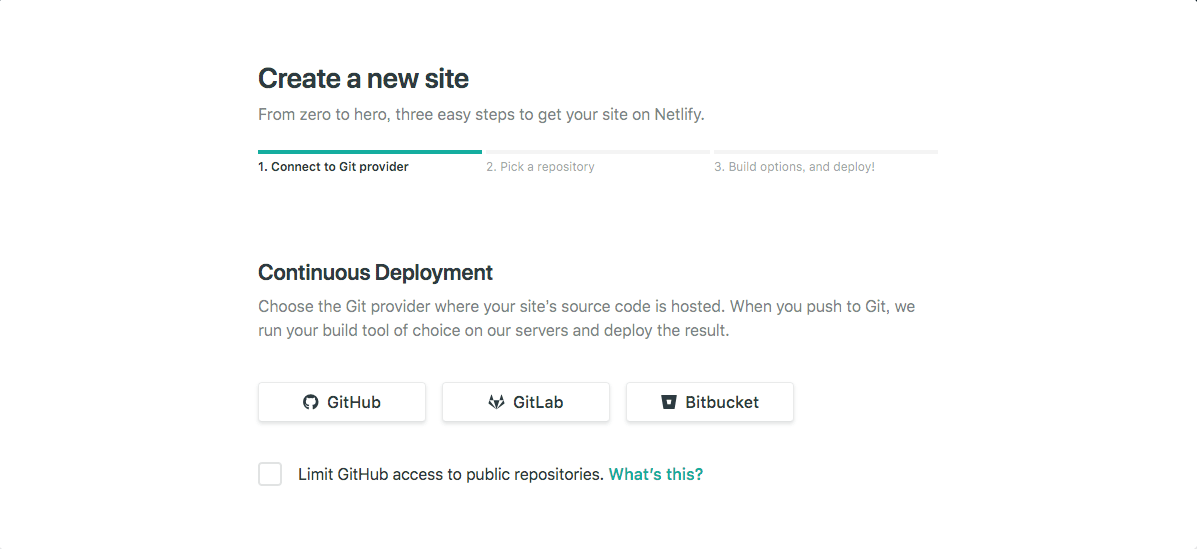 Create a new site
From zero to hero, three easy steps to get your site on Netlify.
1. Connect to Git provider
2. Pick a repository
3. Build options, and deploy!
Continuous Deployment
Choose the Git provider where your site's source code is hosted. When you push to Git, we
run your build tool of choice on our servers and deploy the result.
GitHub
GitLab
Bitbucket
Limit GitHub access to public repositories. What's this?